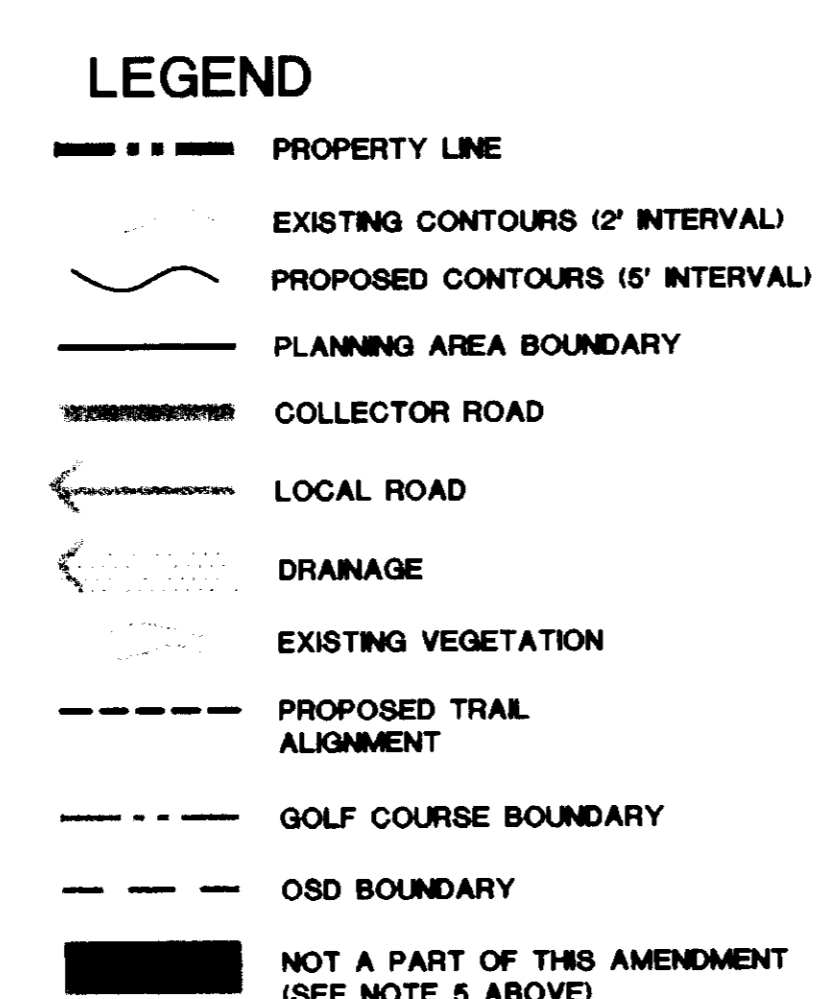 LEGEND
PROPERTY LINE
EXISTING CONTOURS (2' INTERVAL)
PROPOSED CONTOURS (5' INTERVAL)
PLANNING AREA BOUNDARY
COLLECTOR ROAD
LOCAL ROAD
DRAINAGE
EXISTING VEGETATION
PROPOSED TRAIL
ALIGNMENT
GOLF COURSE BOUNDARY
OSD BOUNDARY
NOT A PART OF THIS AMENDMENT
(SEE NOTE 5 ABOVE)